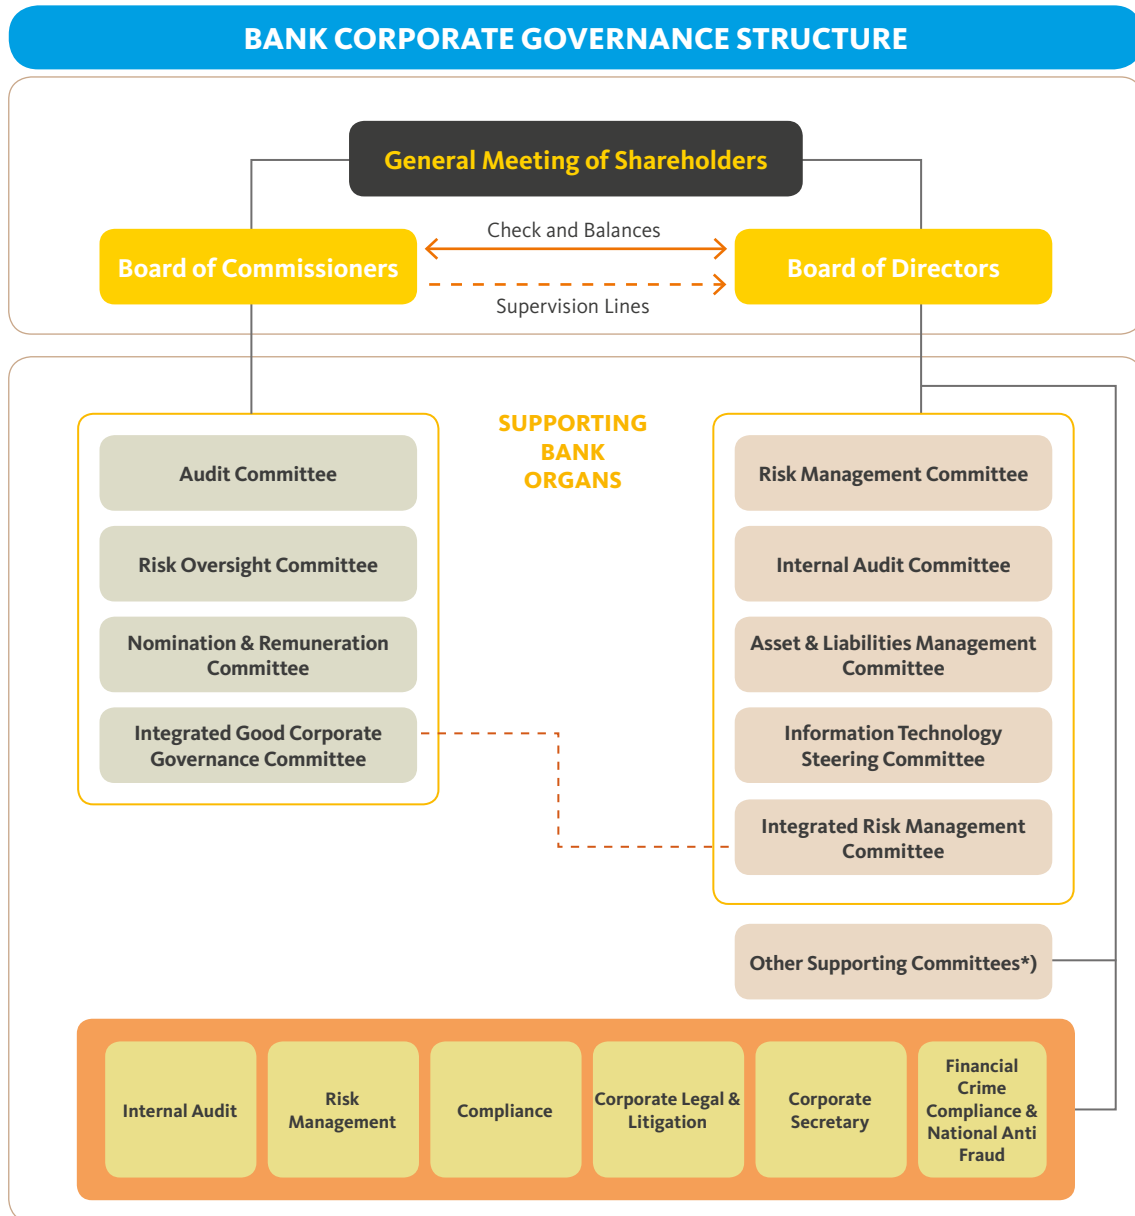 BANK CORPORATE GOVERNANCE STRUCTURE
General Meeting of Shareholders
Check and Balances
Board of Commissioners
Board of Directors
Supervision Lines
SUPPORTING
BANK
ORGANS
Audit Committee
Risk Oversight Committee
Nomination & Remuneration
Committee
Integrated Good Corporate
Governance Committee
Risk Management Committee
Internal Audit Committee
Asset & Liabilities Management
Committee
Information Technology
Steering Committee
Integrated Risk Management
Committee
Other Supporting Committees*)
Internal Audit
Risk
Management
Compliance
Corporate Legal &
Litigation
Corporate
Secretary
Financial
Crime
Compliance &
National Anti
Fraud